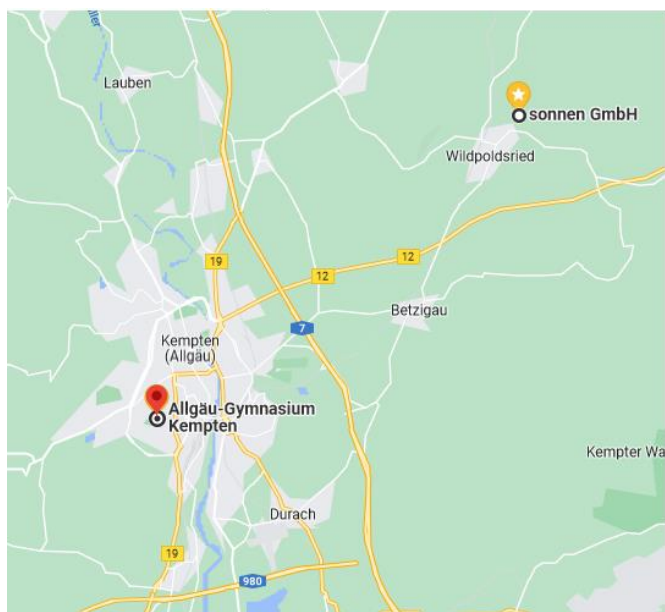 Lauben
sonnen GmbH
Wildpoldsried
19
12
12
Betzigau
7
Kempten
(Allgäu)
Allgäu-Gymnasium
Kempten
Kempter Wa
Durach
19
980